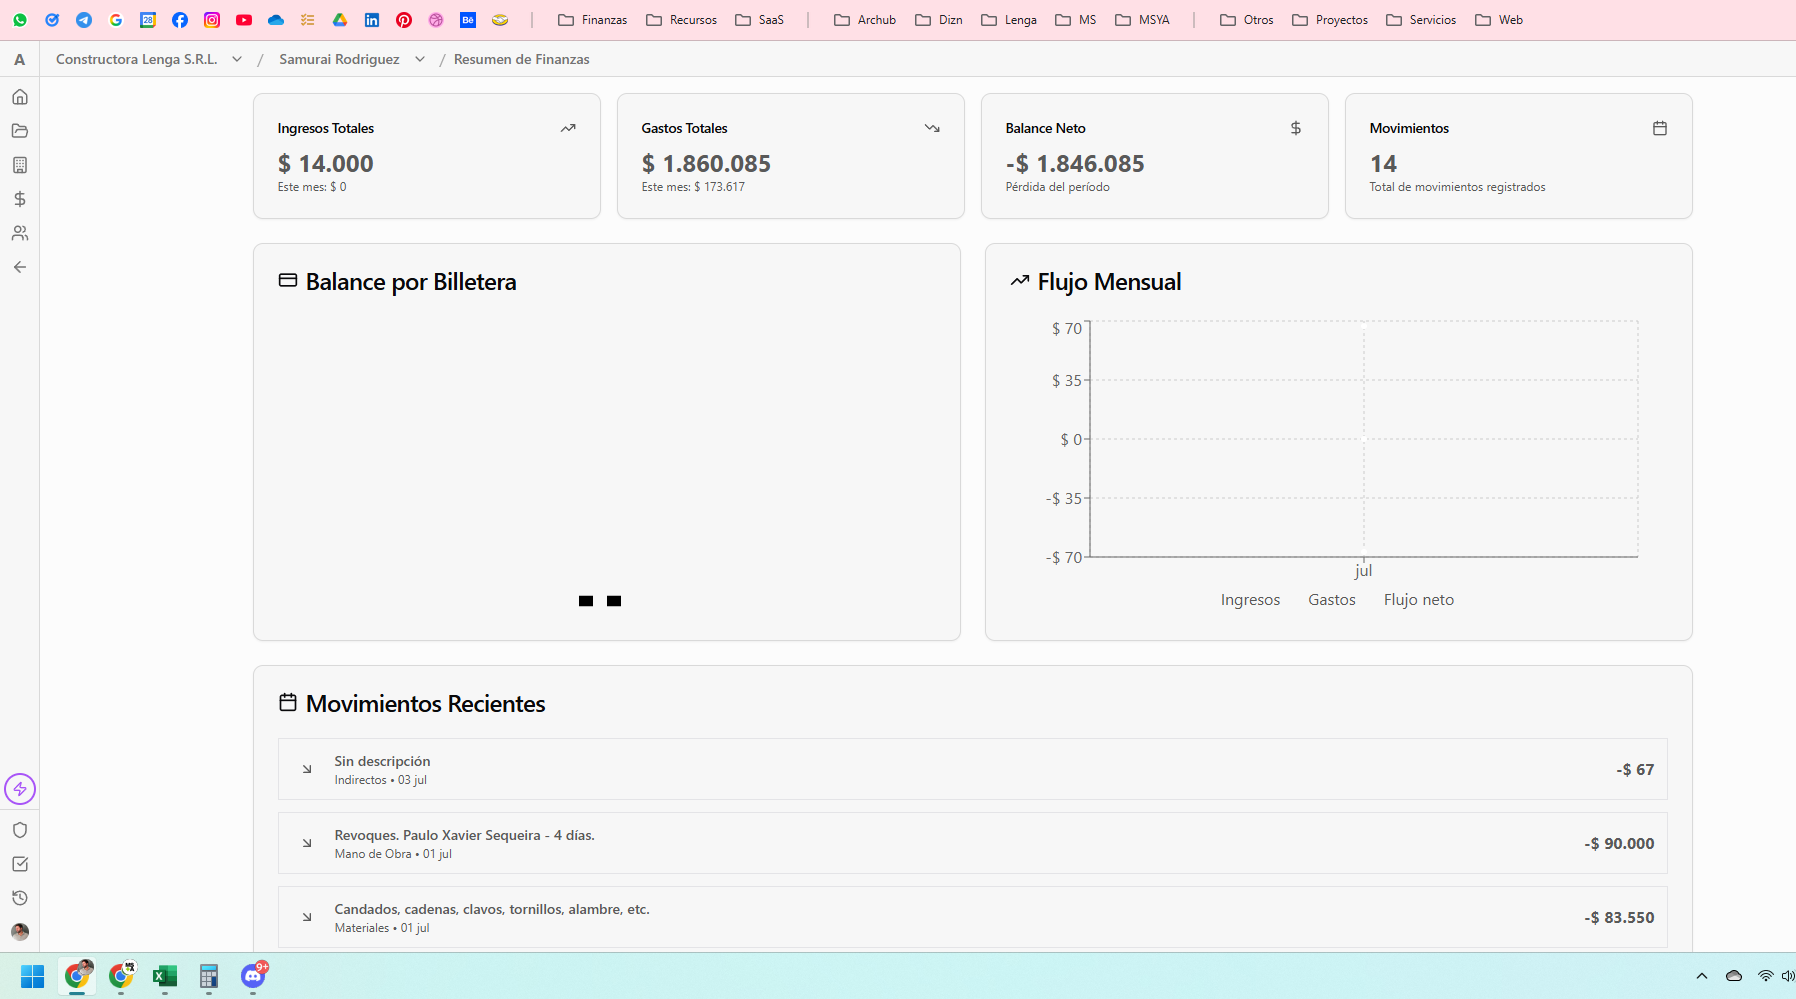 Finanzas
Recursos
SaaS
Archub
Dizn
Lenga
MS
MSYA
Otros
Proyectos
Servicios
Web
A
Constructora Lenga S.R.L. / Samurai Rodriguez / Resumen de Finanzas
Ingresos Totales
$ 14.000
Este mes: $ 0
Gastos Totales
$ 1.860.085
Este mes: $ 173.617
Balance Neto
-$ 1.846.085
Pérdida del período
Movimientos
14
Total de movimientos registrados
Balance por Billetera
Flujo Mensual
$ 70
$ 35
$ 0
-$ 35
-$ 70
jul
Ingresos Gastos Flujo neto
Movimientos Recientes
Sin descripción
Indirectos • 03 jul
-$ 67
Revoques. Paulo Xavier Sequeira - 4 días.
Mano de Obra • 01 jul
-$ 90.000
Candados, cadenas, clavos, tornillos, alambre, etc.
Materiales • 01 jul
-$ 83.550
9+